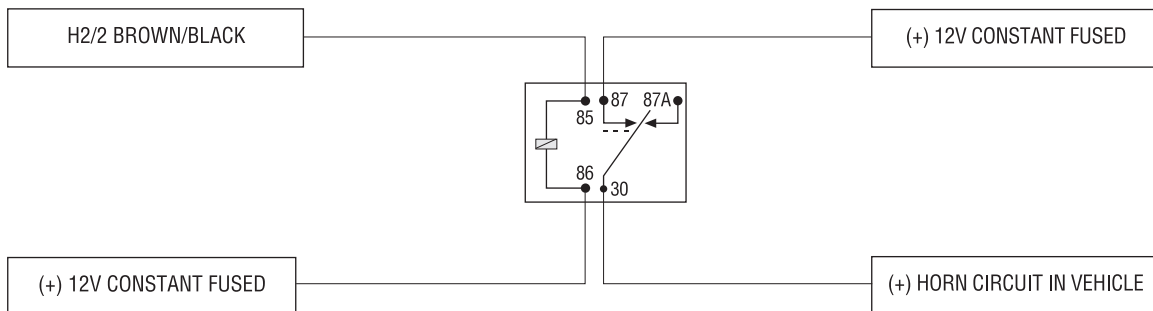 H2/2 BROWN/BLACK
(+) 12V CONSTANT FUSED
87 87A
85
86
30
(+) 12V CONSTANT FUSED
(+) HORN CIRCUIT IN VEHICLE